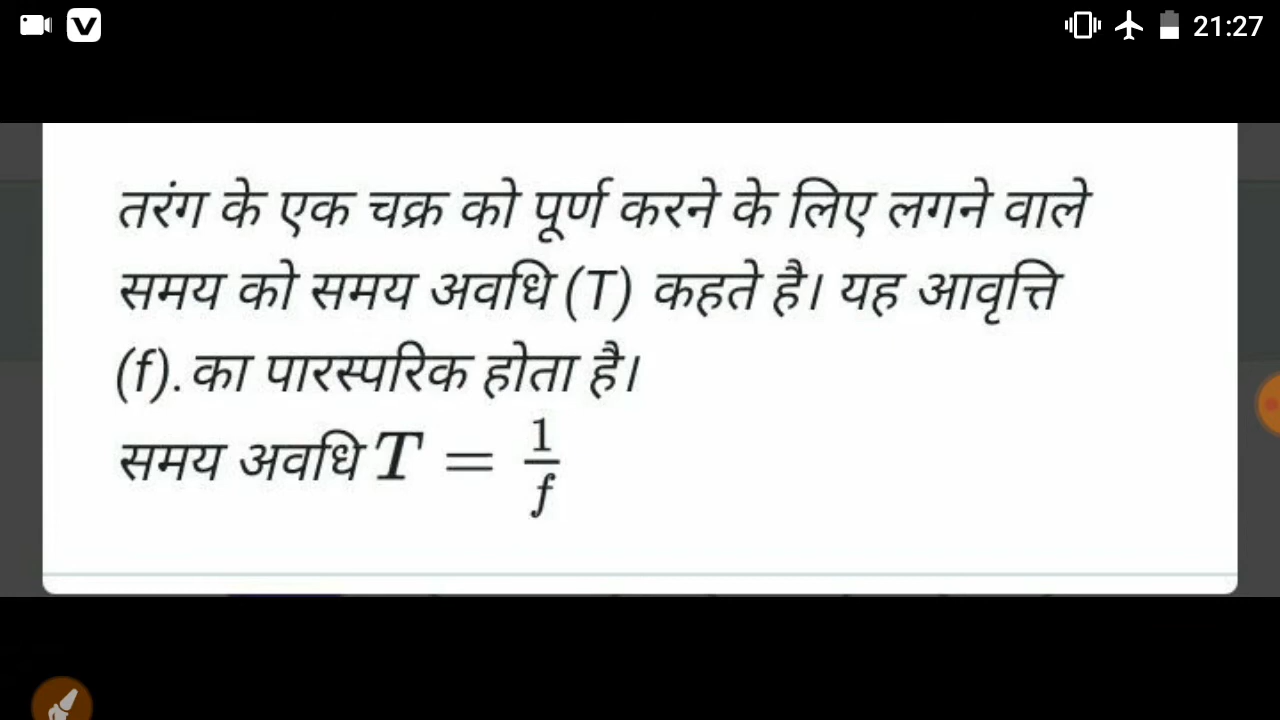 21:27
तरंग के एक चक्र को पूर्ण करने के लिए लगने वाले
समय को समय अवधि (T) कहते है। यह आवृत्ति
(f). का पारस्परिक होता है।
समय अवधि T = 1/f